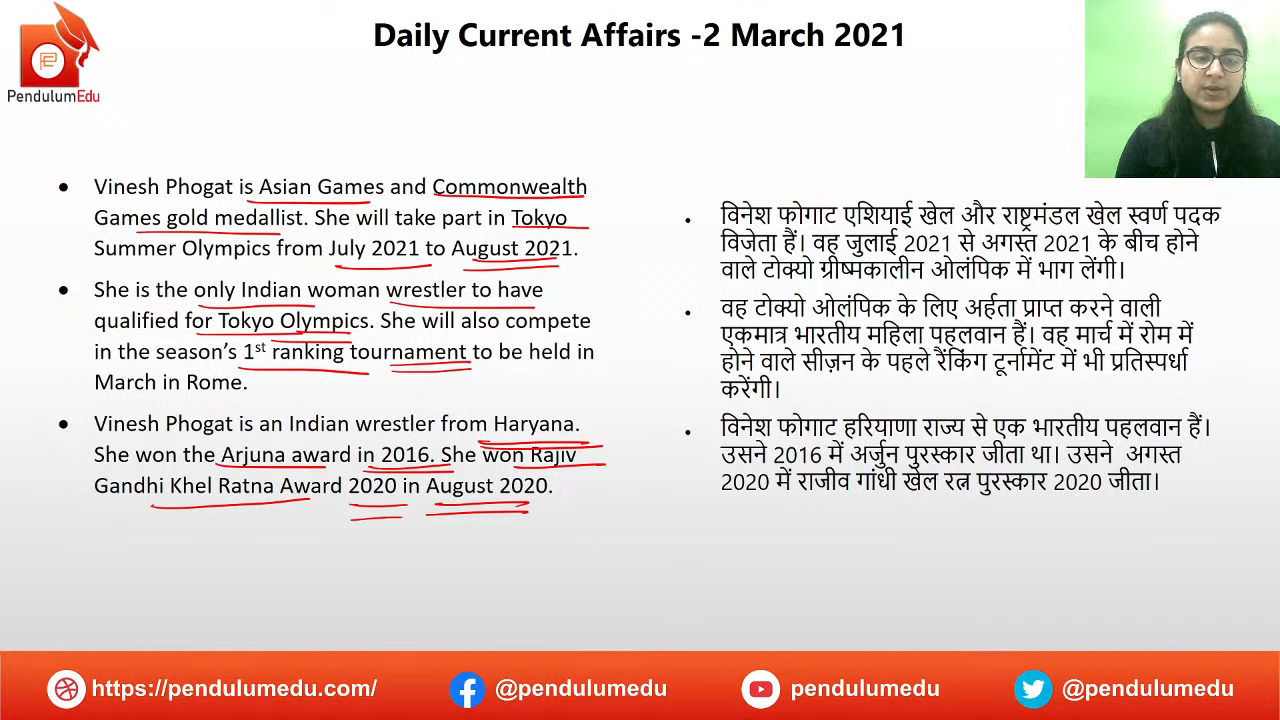 Daily Current Affairs -2 March 2021
PendulumEdu
• Vinesh Phogat is Asian Games and Commonwealth
Games gold medallist. She will take part in Tokyo
Summer Olympics from July 2021 to August 2021.
• She is the only Indian woman wrestler to have
qualified for Tokyo Olympics. She will also compete
in the season’s 1st ranking tournament to be held in
March in Rome.
• Vinesh Phogat is an Indian wrestler from Haryana.
She won the Arjuna award in 2016. She won Rajiv
Gandhi Khel Ratna Award 2020 in August 2020.
• विनेश फोगाट एशियाई खेल और राष्ट्रमंडल खेल स्वर्ण पदक
विजेता हैं। वह जुलाई 2021 से अगस्त 2021 के बीच होने
वाले टोक्यो ग्रीष्मकालीन ओलंपिक में भाग लेंगी।
• वह टोक्यो ओलंपिक के लिए अर्हता प्राप्त करने वाली
एकमात्र भारतीय महिला पहलवान हैं। वह मार्च में रोम में
होने वाले सीज़न के पहले रैंकिंग टूर्नामेंट में भी प्रतिस्पर्धा
करेंगी।
• विनेश फोगाट हरियाणा राज्य से एक भारतीय पहलवान हैं।
उसने 2016 में अर्जुन पुरस्कार जीता था। उसने अगस्त
2020 में राजीव गांधी खेल रत्न पुरस्कार 2020 जीता।
https://pendulumedu.com/
@pendulumedu
pendulumedu
@pendulumedu